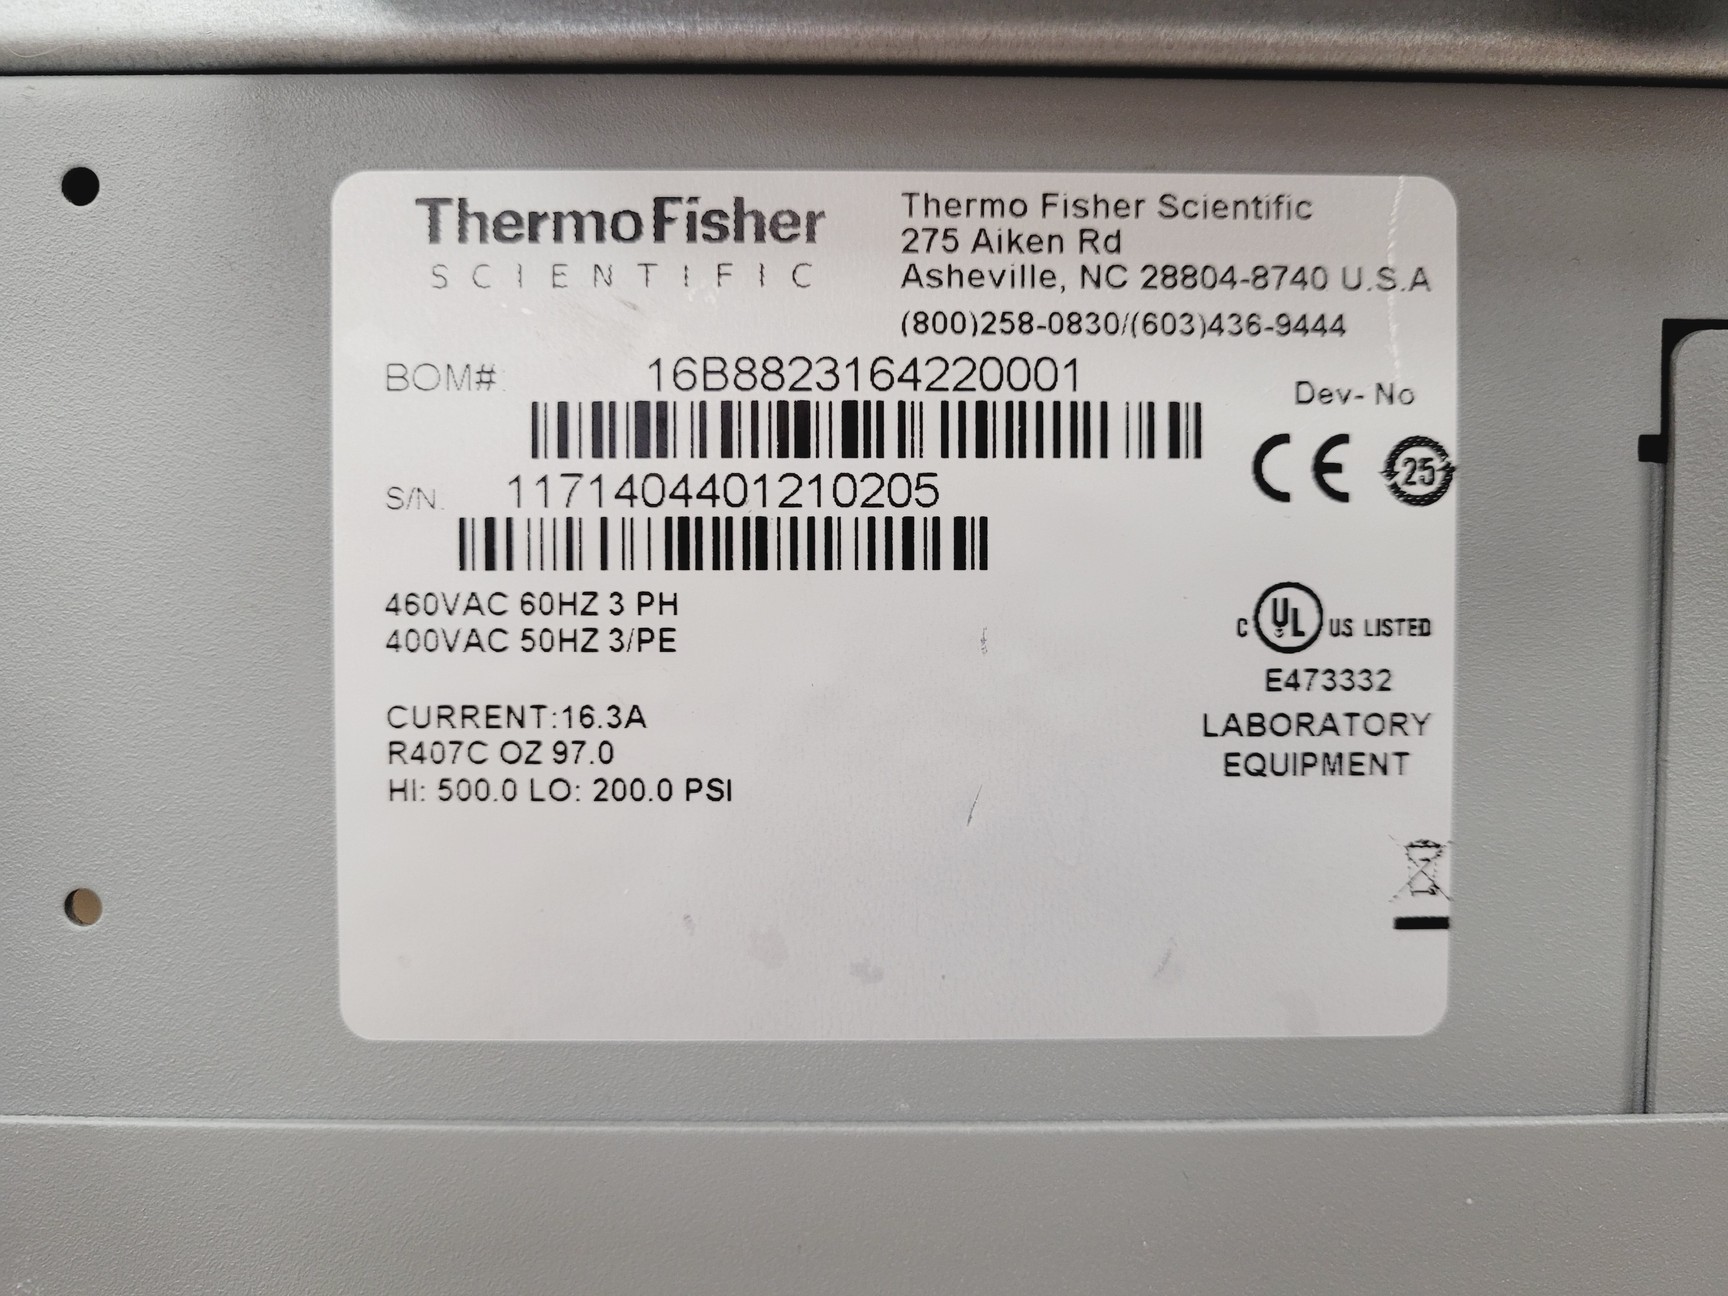 ThermoFisher
SCIENTIFIC
Thermo Fisher Scientific
275 Aiken Rd
Asheville, NC 28804-8740 U.S.A
(800)258-0830/(603)436-9444
BOM#: 16B8823164220001
Dev- No
CE 25
S/N. 1171404401210205
460VAC 60HZ 3 PH
400VAC 50HZ 3/PE
C UL US LISTED
E473332
LABORATORY
EQUIPMENT
CURRENT:16.3A
R407C OZ 97.0
HI: 500.0 LO: 200.0 PSI